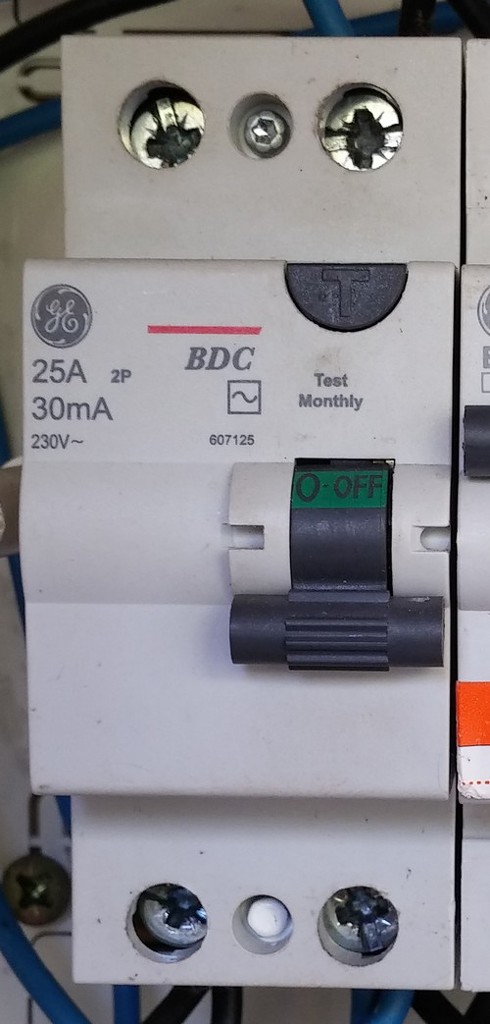 T
GE
25A 2P
30mA
230V~
BDC
607125
Test
Monthly
O-OFF